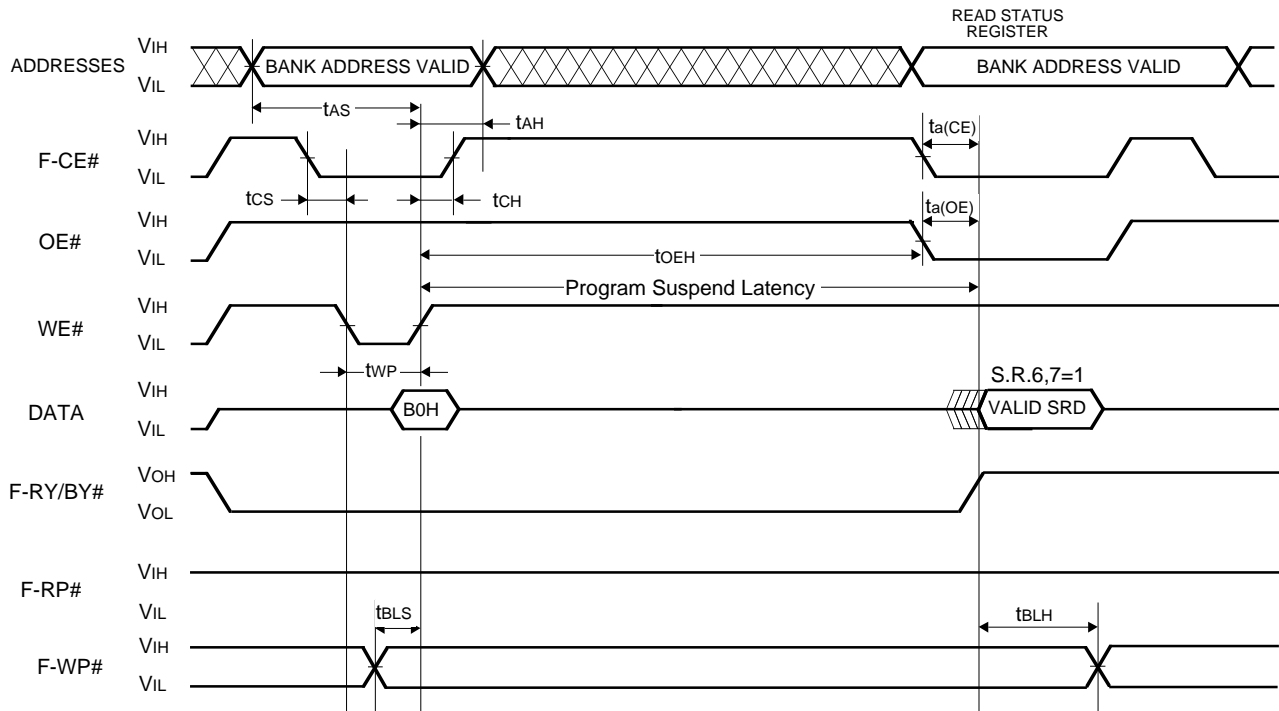 READ STATUS
REGISTER
ADDRESSES
VIH
VIL
BANK ADDRESS VALID
BANK ADDRESS VALID
tAS
tAH
F-CE#
VIH
VIL
ta(CE)
tCS
tCH
OE#
VIH
VIL
ta(OE)
tOEH
Program Suspend Latency
WE#
VIH
VIL
tWP
S.R.6,7=1
DATA
VIH
VIL
B0H
VALID SRD
F-RY/BY#
VOH
VOL
F-RP#
VIH
VIL
tBLS
tBLH
F-WP#
VIH
VIL